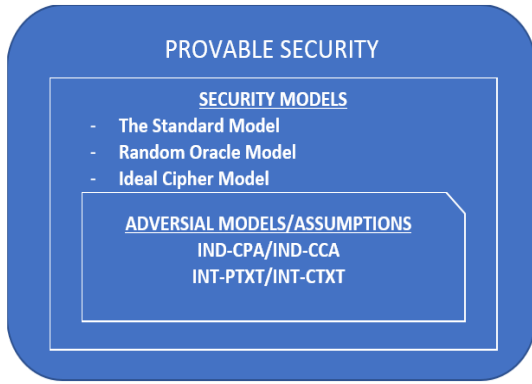 PROVABLE SECURITY
SECURITY MODELS
- The Standard Model
- Random Oracle Model
- Ideal Cipher Model
ADVERSIAL MODELS/ASSUMPTIONS
IND-CPA/IND-CCA
INT-PTXT/INT-CTXT